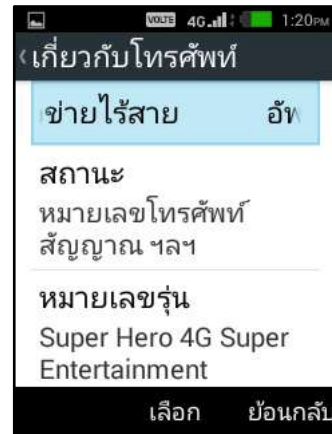 VOLTE 4G 1:20PM
เกี่ยวกับโทรศัพท์
ข่ายไร้สาย
สถานะ
หมายเลขโทรศัพท์
สัญญาณ ฯลฯ
หมายเลขรุ่น
Super Hero 4G Super
Entertainment
เลือก ย้อนกลับ